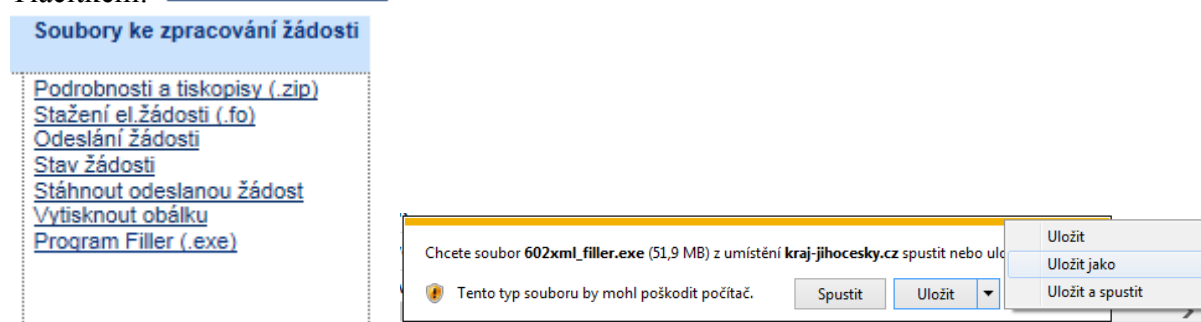 Soubory ke zpracování žádosti
Podrobnosti a tiskopisy (.zip)
Stažení el.žádosti (.fo)
Odeslání žádosti
Stav žádosti
Stáhnout odeslanou žádost
Vytisknout obálku
Program Filler (.exe)
Chcete soubor 602xml_filler.exe (51,9 MB) z umístění kraj-jihocesky.cz spustit nebo
Tento typ souboru by mohl poškodit počítač.
Spustit
Uložit
Uložit
Uložit jako
Uložit a spustit